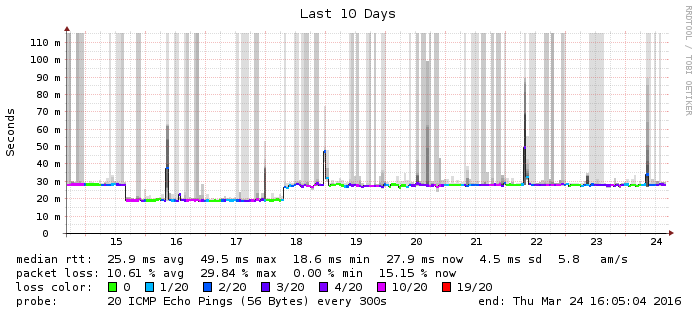 Last 10 Days
RRDTOOL / TOBI OETIKER
Seconds
110 m
100 m
90 m
80 m
70 m
60 m
50 m
40 m
30 m
20 m
10 m
0
15 16 17 18 19 20 21 22 23 24
median rtt: 25.9 ms avg 49.5 ms max 18.6 ms min 27.9 ms now 4.5 ms sd 5.8 am/s
packet loss: 10.61 % avg 29.84 % max 0.00 % min 15.15 % now
loss color: 0 1/20 2/20 3/20 4/20 10/20 19/20
probe: 20 ICMP Echo Pings (56 Bytes) every 300s end: Thu Mar 24 16:05:04 2016